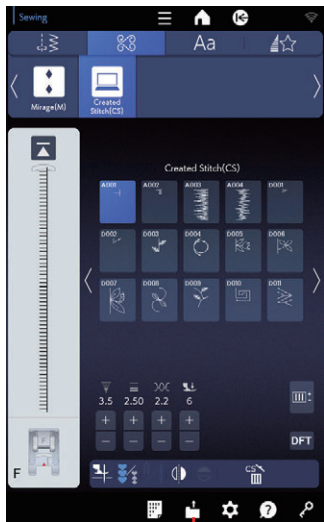 Sewing
Aa
Mirage(M)
Created
Stitch(CS)
Created Stitch(CS)
A001 A002 A003 A004 D001
D002 D003 D004 D005 D006
D007 D008 D009 D010 D011
3.5 2.50 2.2 6
+ + + +
− − − −
DFT
F
CS
?